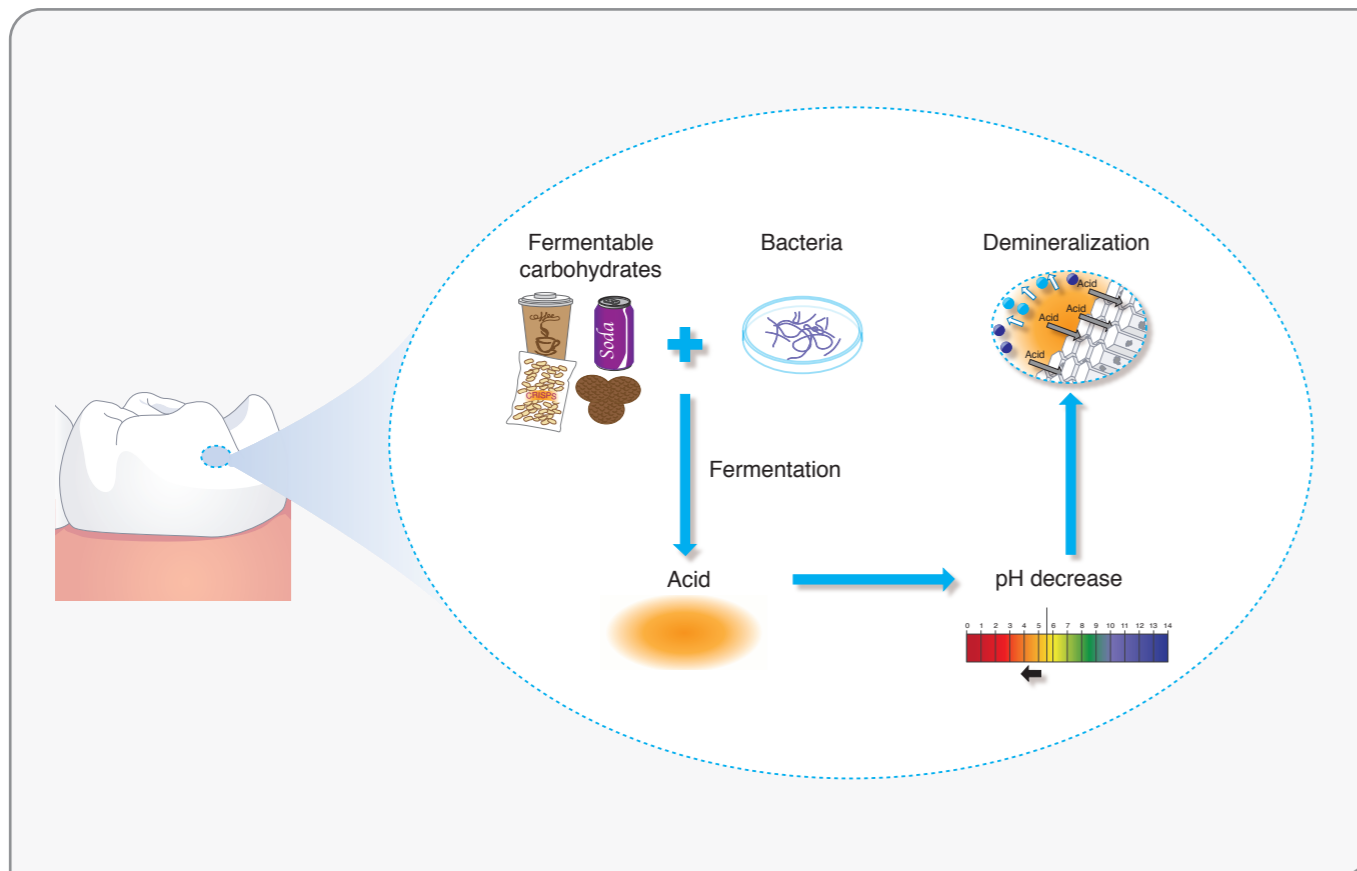 Fermentable
carbohydrates
Bacteria
Demineralization
coffee
Soda
CRISPS
Acid
Acid
Acid
Acid
Fermentation
Acid
pH decrease
0 1 2 3 4 5 6 7 8 9 10 11 12 13 14